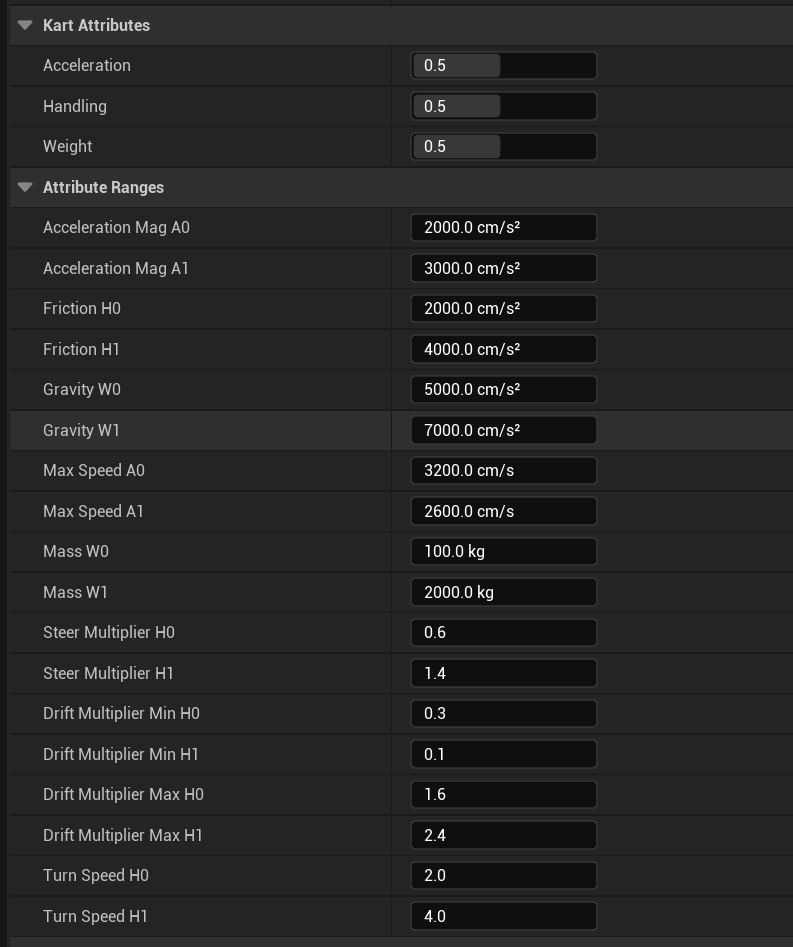 Kart Attributes
Acceleration 0.5
Handling 0.5
Weight 0.5
Attribute Ranges
Acceleration Mag A0 2000.0 cm/s²
Acceleration Mag A1 3000.0 cm/s²
Friction H0 2000.0 cm/s²
Friction H1 4000.0 cm/s²
Gravity W0 5000.0 cm/s²
Gravity W1 7000.0 cm/s²
Max Speed A0 3200.0 cm/s
Max Speed A1 2600.0 cm/s
Mass W0 100.0 kg
Mass W1 2000.0 kg
Steer Multiplier H0 0.6
Steer Multiplier H1 1.4
Drift Multiplier Min H0 0.3
Drift Multiplier Min H1 0.1
Drift Multiplier Max H0 1.6
Drift Multiplier Max H1 2.4
Turn Speed H0 2.0
Turn Speed H1 4.0